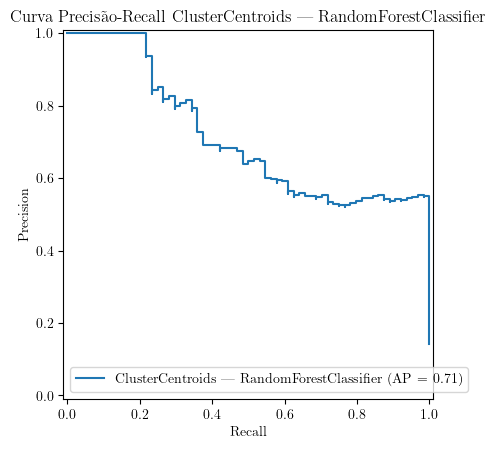 Curva Precisão-Recall ClusterCentroids — RandomForestClassifier
1.0
0.8
0.6
0.4
0.2
0.0
Precision
ClusterCentroids — RandomForestClassifier (AP = 0.71)
0.0 0.2 0.4 0.6 0.8 1.0
Recall